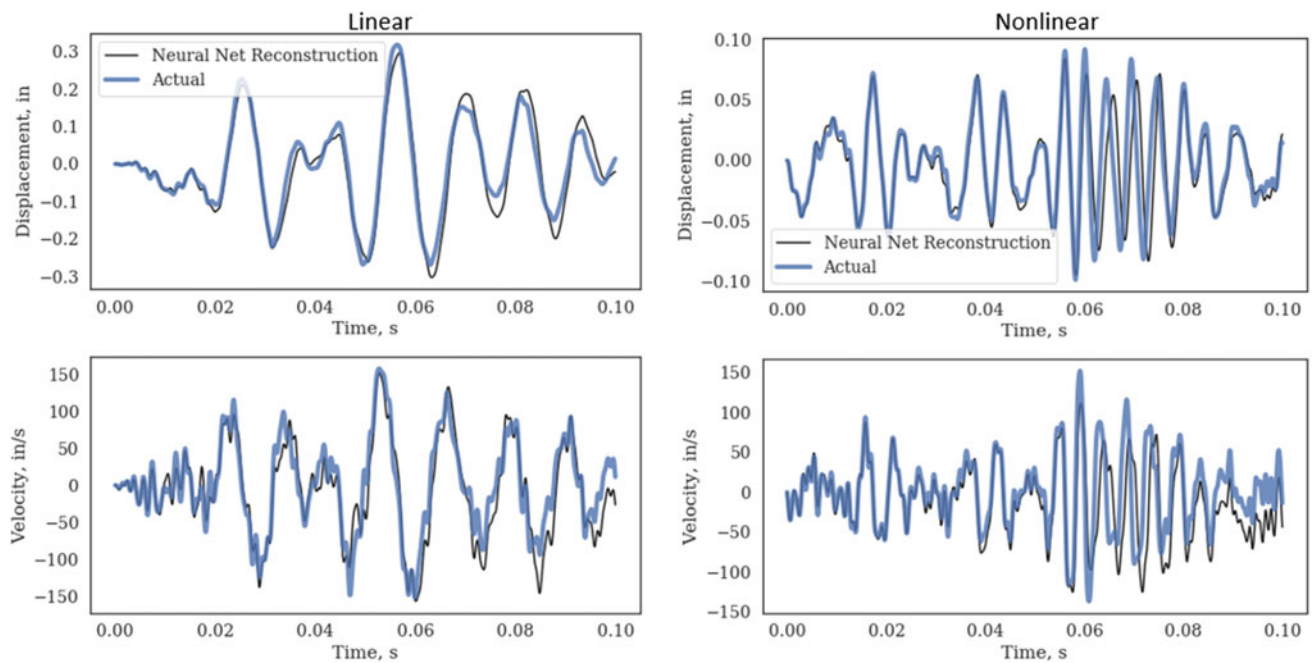 Linear
Neural Net Reconstruction
Actual
Displacement, in
0.3
0.2
0.1
0.0
−0.1
−0.2
−0.3
0.00 0.02 0.04 0.06 0.08 0.10
Time, s
Nonlinear
Displacement, in
0.10
0.05
0.00
−0.05
−0.10
Neural Net Reconstruction
Actual
0.00 0.02 0.04 0.06 0.08 0.10
Time, s
Velocity, in/s
150
100
50
0
−50
−100
−150
0.00 0.02 0.04 0.06 0.08 0.10
Time, s
Velocity, in/s
150
100
50
0
−50
−100
−150
0.00 0.02 0.04 0.06 0.08 0.10
Time, s